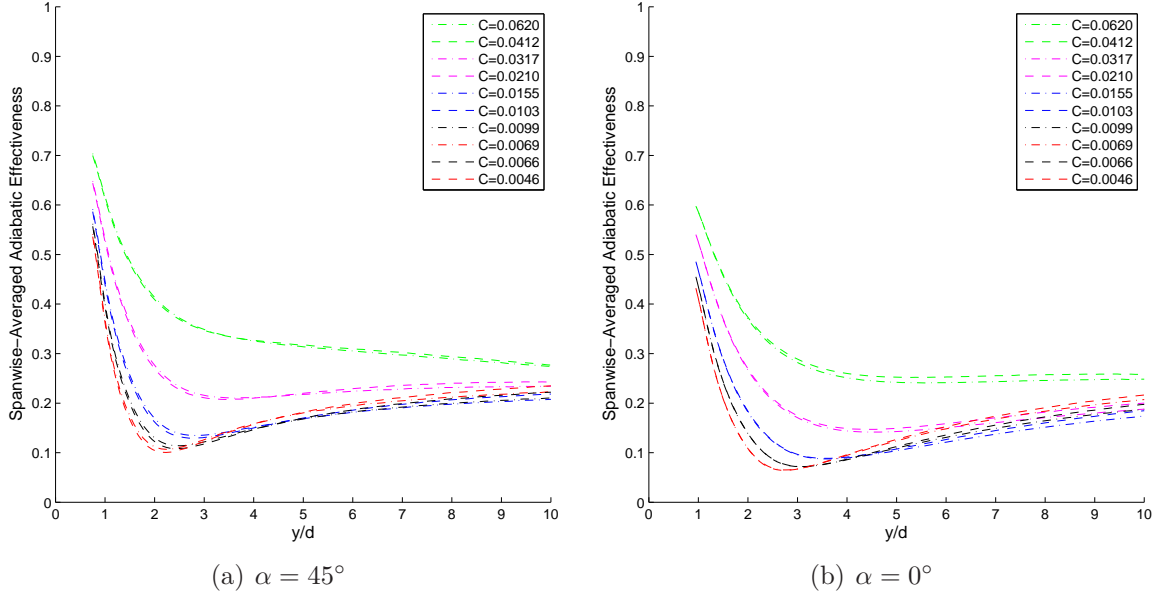 1
0.9
0.8
0.7
0.6
0.5
0.4
0.3
0.2
0.1
0
Spanwise−Averaged Adiabatic Effectiveness
0 1 2 3 4 5 6 7 8 9 10
y/d
C=0.0620
C=0.0412
C=0.0317
C=0.0210
C=0.0155
C=0.0103
C=0.0099
C=0.0069
C=0.0066
C=0.0046
(a) α = 45°
1
0.9
0.8
0.7
0.6
0.5
0.4
0.3
0.2
0.1
0
Spanwise−Averaged Adiabatic Effectiveness
0 1 2 3 4 5 6 7 8 9 10
y/d
C=0.0620
C=0.0412
C=0.0317
C=0.0210
C=0.0155
C=0.0103
C=0.0099
C=0.0069
C=0.0066
C=0.0046
(b) α = 0°